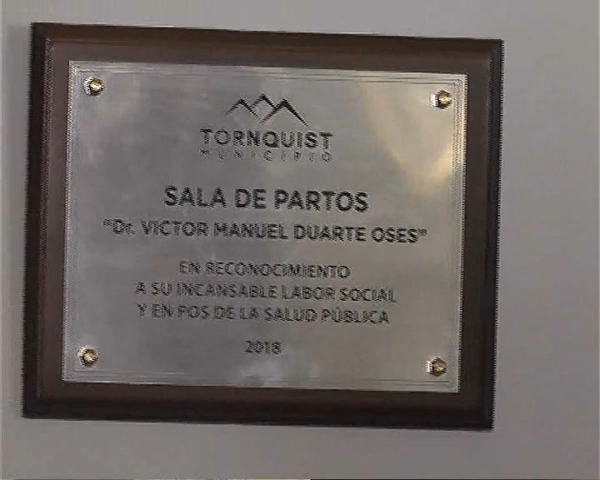 TORNQUIST
MUNICIPIO
SALA DE PARTOS
"Dr. VICTOR MANUEL DUARTE OSES"
EN RECONOCIMIENTO
A SU INCANSABLE LABOR SOCIAL
Y EN POS DE LA SALUD PÚBLICA
2018